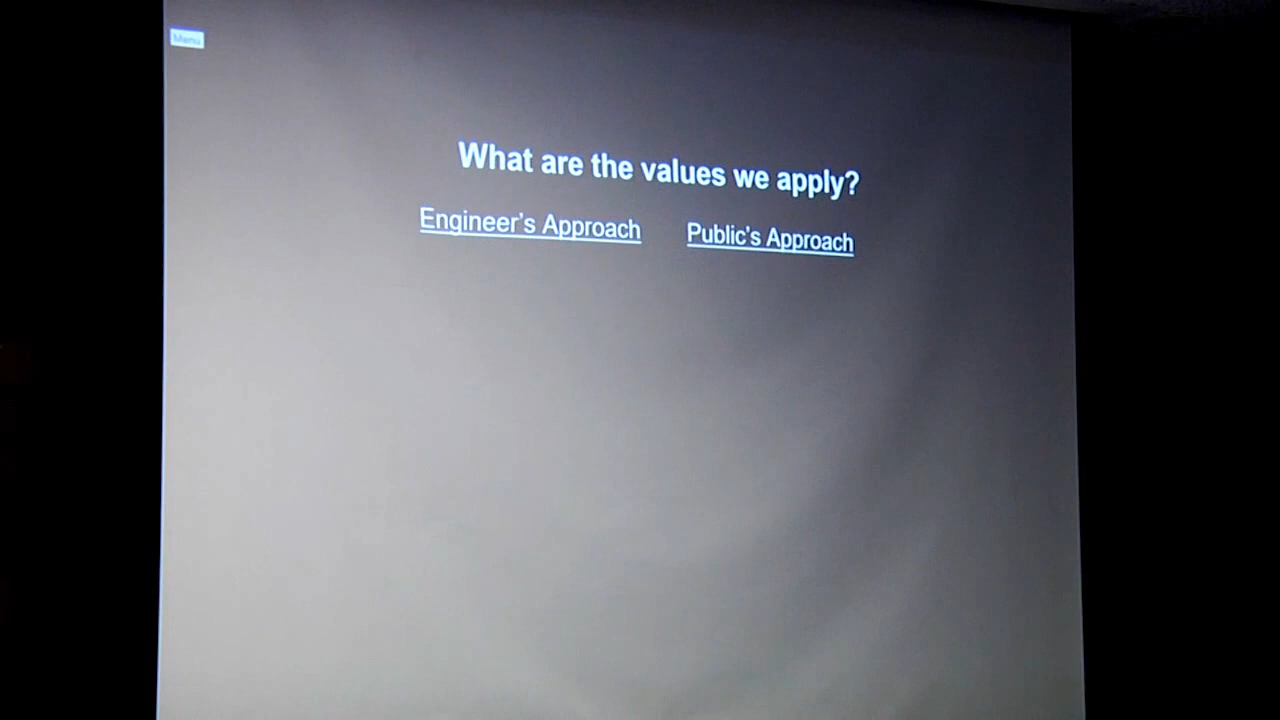 Menu
What are the values we apply?
Engineer's Approach Public's Approach